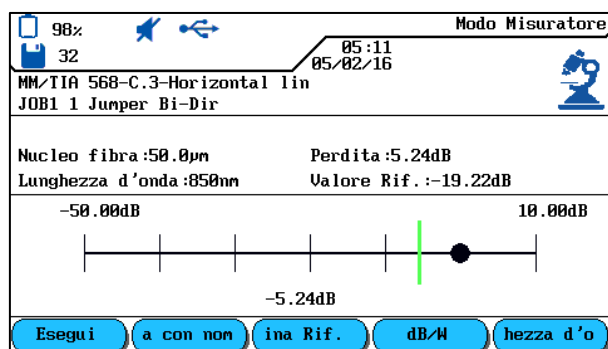 98%
Modo Misuratore
32
05:11
05/02/16
MM/TIA 568-C.3-Horizontal lin
JOB1 1 Jumper Bi-Dir
Nucleo fibra:50.0µm
Perdita:5.24dB
Lunghezza d'onda:850nm
Valore Rif.:-19.22dB
-50.00dB
10.00dB
-5.24dB
Esegui
a con nom
ina Rif.
dB/W
hezza d'o